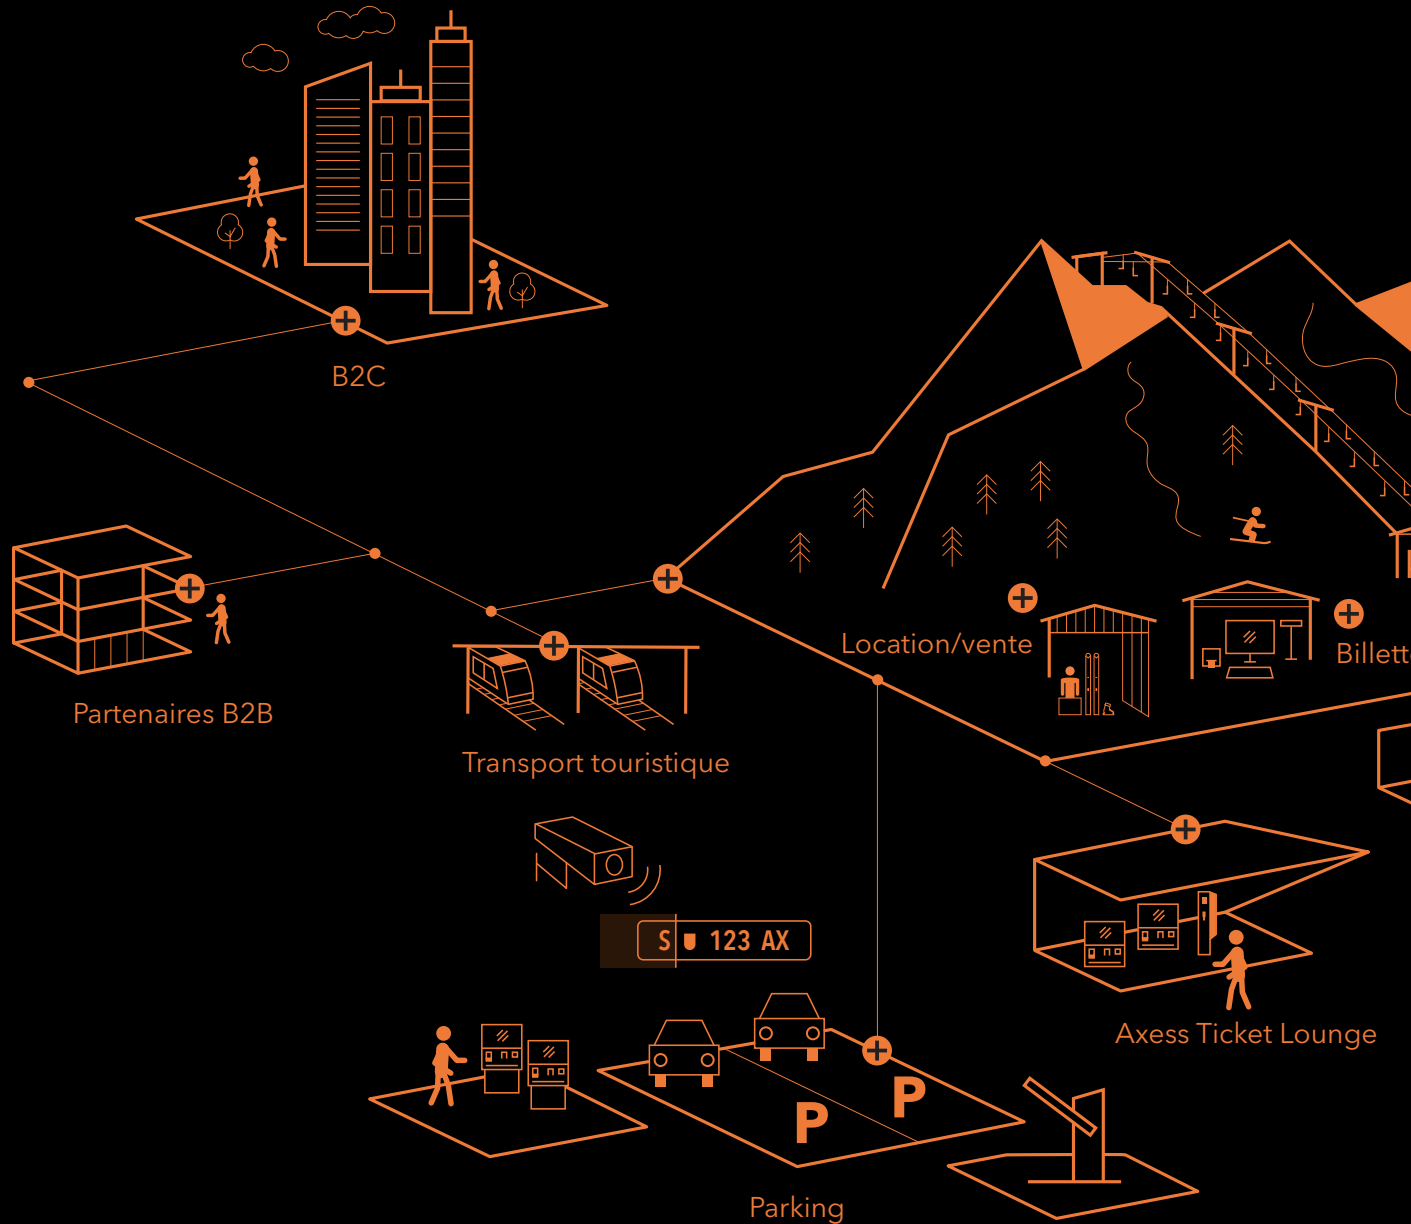 B2C
Location/vente
Partenaires B2B
Transport touristique
S 123 AX
Axess Ticket Lounge
P
P
Parking